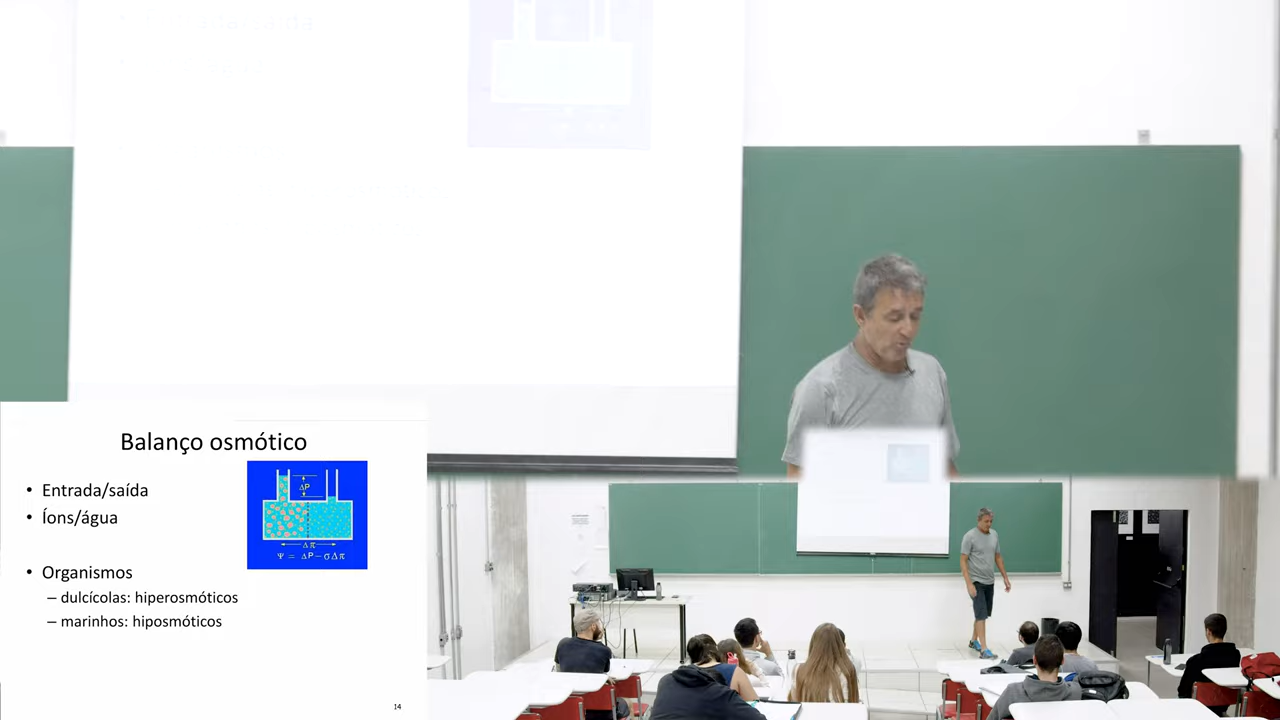 Balanço osmótico
• Entrada/saída
• Íons/água
ΔP
Δπ
Ψ = ΔP − σΔπ
• Organismos
– dulcícolas: hiperosmóticos
– marinhos: hiposmóticos
14